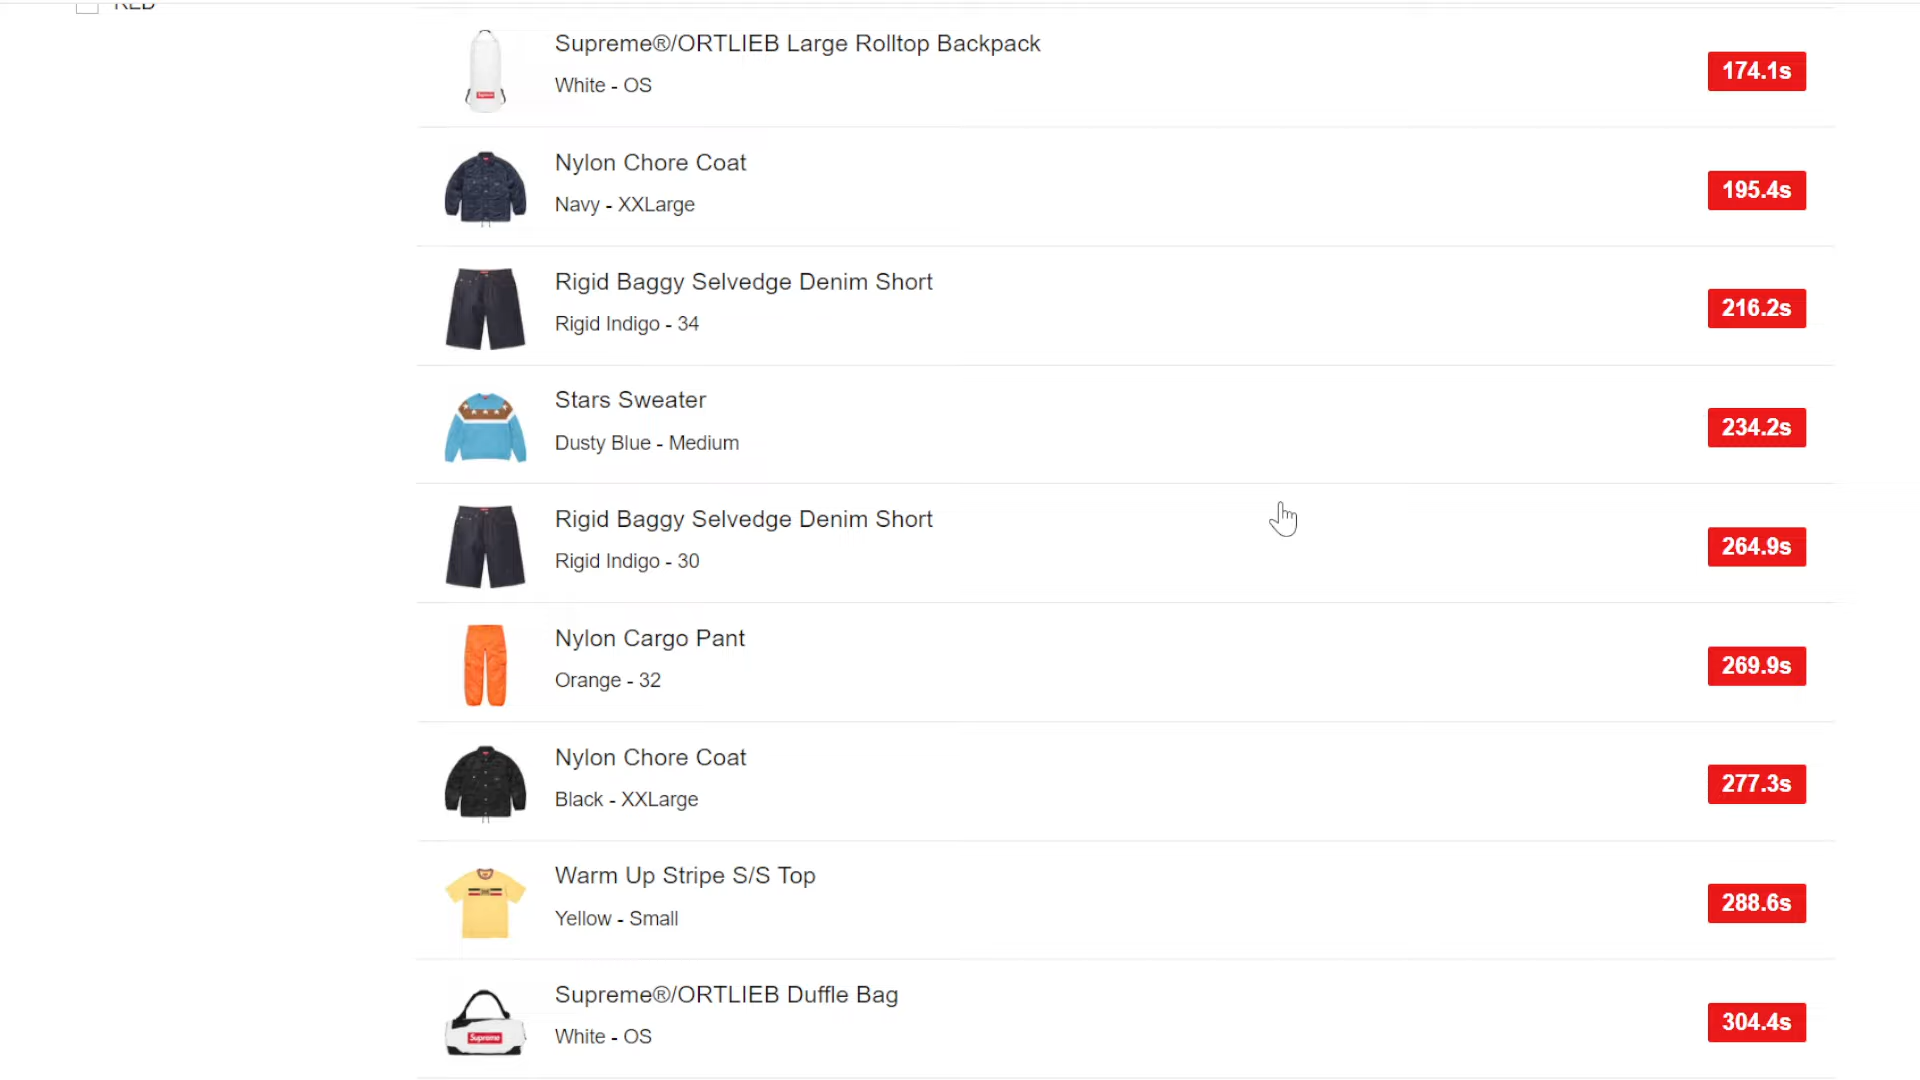 RED
Supreme®/ORTLIEB Large Rolltop Backpack
White - OS
174.1s
Supreme
Nylon Chore Coat
Navy - XXLarge
195.4s
Rigid Baggy Selvedge Denim Short
Rigid Indigo - 34
216.2s
Stars Sweater
Dusty Blue - Medium
234.2s
Rigid Baggy Selvedge Denim Short
Rigid Indigo - 30
264.9s
Nylon Cargo Pant
Orange - 32
269.9s
Nylon Chore Coat
Black - XXLarge
277.3s
Warm Up Stripe S/S Top
Yellow - Small
288.6s
Supreme®/ORTLIEB Duffle Bag
White - OS
304.4s
Supreme